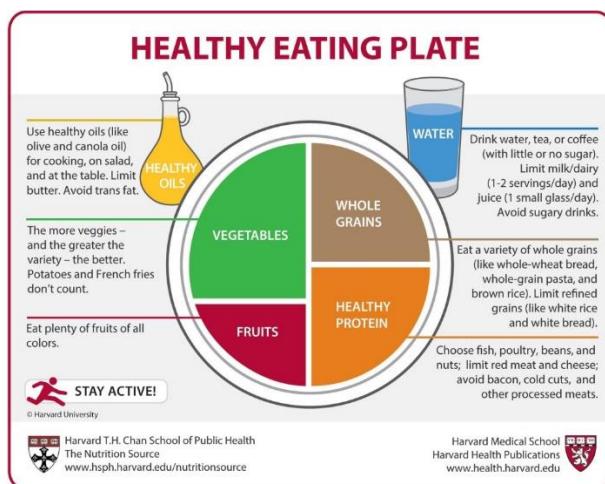 HEALTHY EATING PLATE
Use healthy oils (like
olive and canola oil)
for cooking, on salad,
and at the table. Limit
butter. Avoid trans fat.
HEALTHY
OILS
The more veggies –
and the greater the
variety – the better.
Potatoes and French fries
don’t count.
Eat plenty of fruits of all
colors.
VEGETABLES
FRUITS
WHOLE
GRAINS
HEALTHY
PROTEIN
WATER
Drink water, tea, or coffee
(with little or no sugar).
Limit milk/dairy
(1-2 servings/day) and
juice (1 small glass/day).
Avoid sugary drinks.
Eat a variety of whole grains
(like whole-wheat bread,
whole-grain pasta, and
brown rice). Limit refined
grains (like white rice
and white bread).
Choose fish, poultry, beans, and
nuts; limit red meat and cheese;
avoid bacon, cold cuts, and
other processed meats.
STAY ACTIVE!
© Harvard University
Harvard T.H. Chan School of Public Health
The Nutrition Source
www.hsph.harvard.edu/nutritionsource
Harvard Medical School
Harvard Health Publications
www.health.harvard.edu